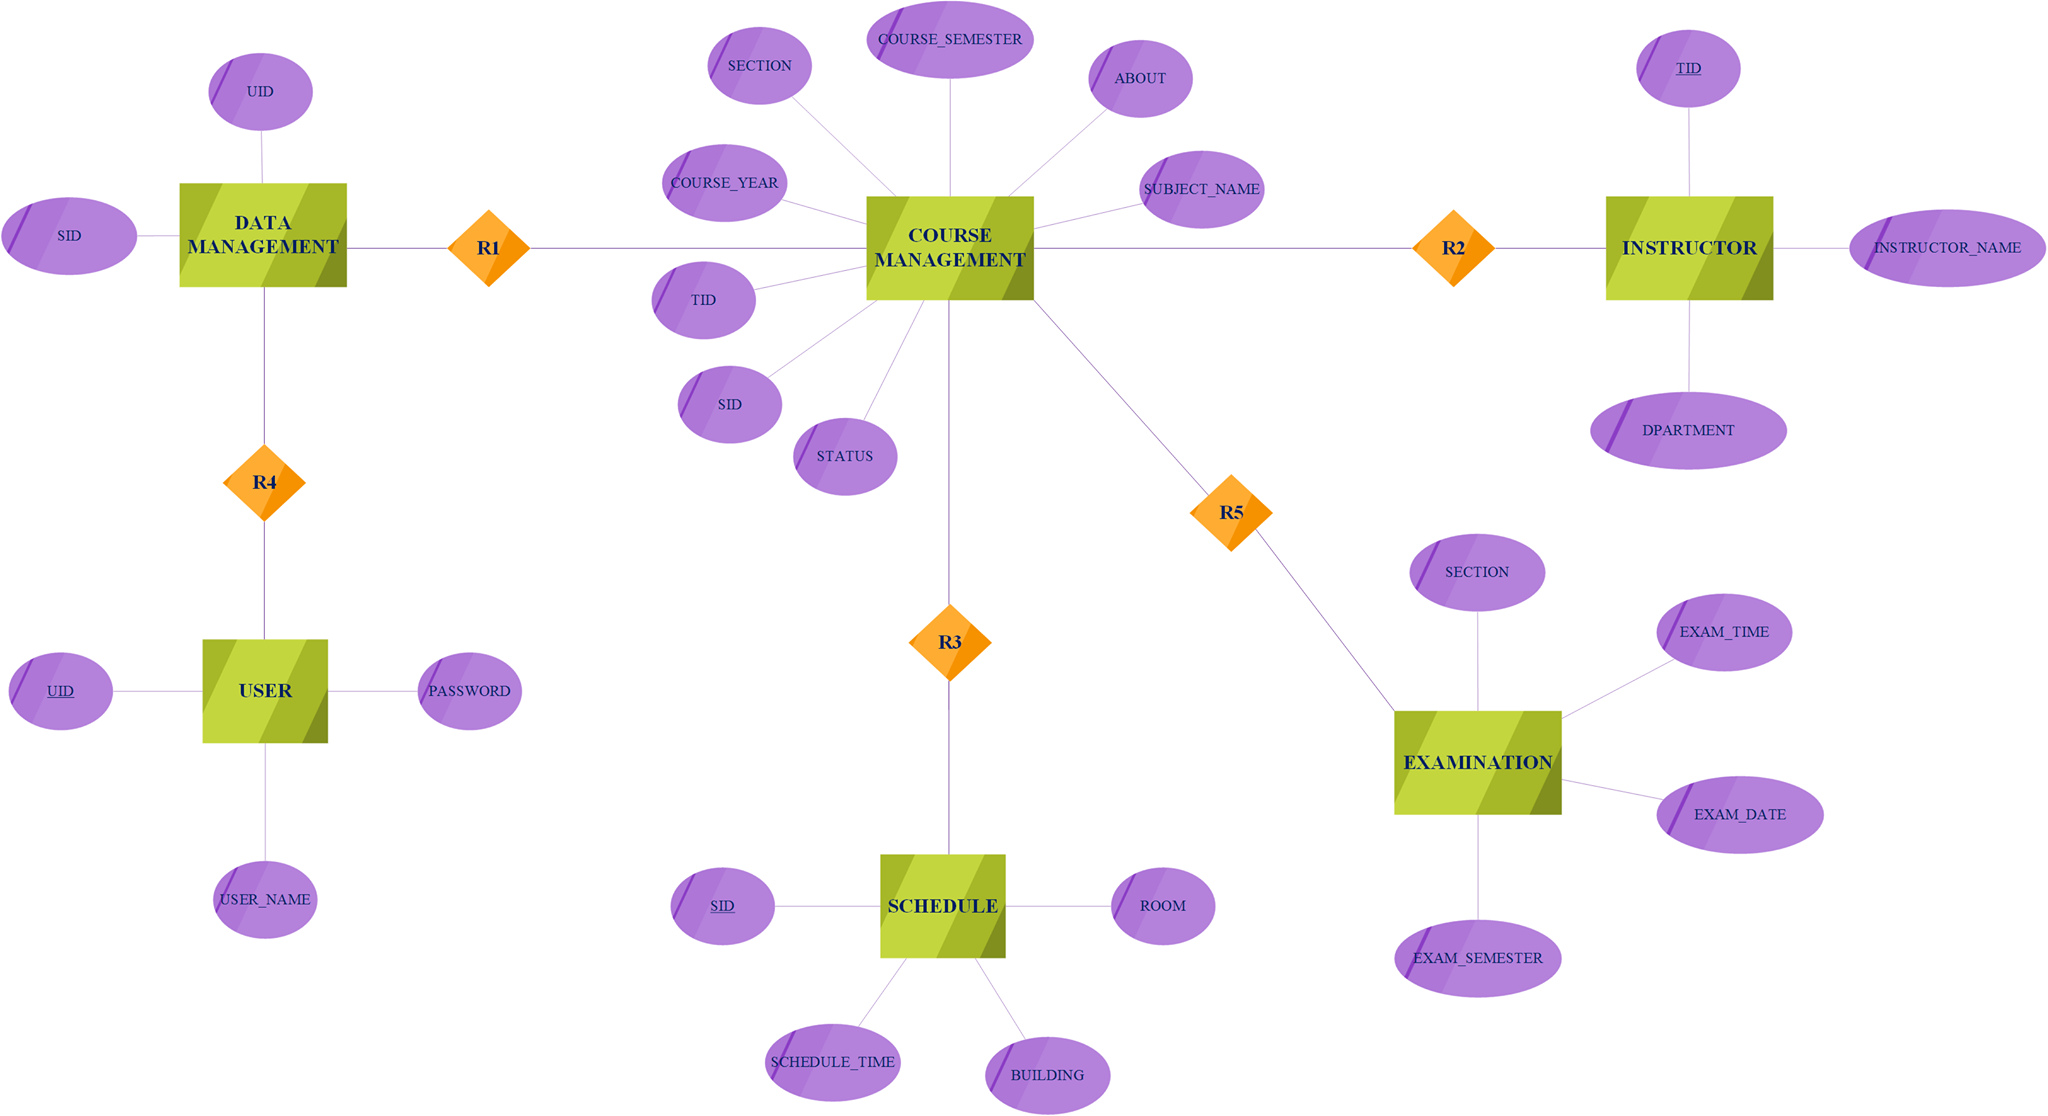 COURSE_SEMESTER
SECTION
ABOUT
TID
UID
COURSE_YEAR
SUBJECT_NAME
SID
DATA
MANAGEMENT
R1
COURSE
MANAGEMENT
R2
INSTRUCTOR
INSTRUCTOR_NAME
TID
SID
STATUS
DPARTMENT
R4
R5
SECTION
EXAM_TIME
R3
UID
USER
PASSWORD
EXAMINATION
EXAM_DATE
USER_NAME
SID
SCHEDULE
ROOM
EXAM_SEMESTER
SCHEDULE_TIME
BUILDING